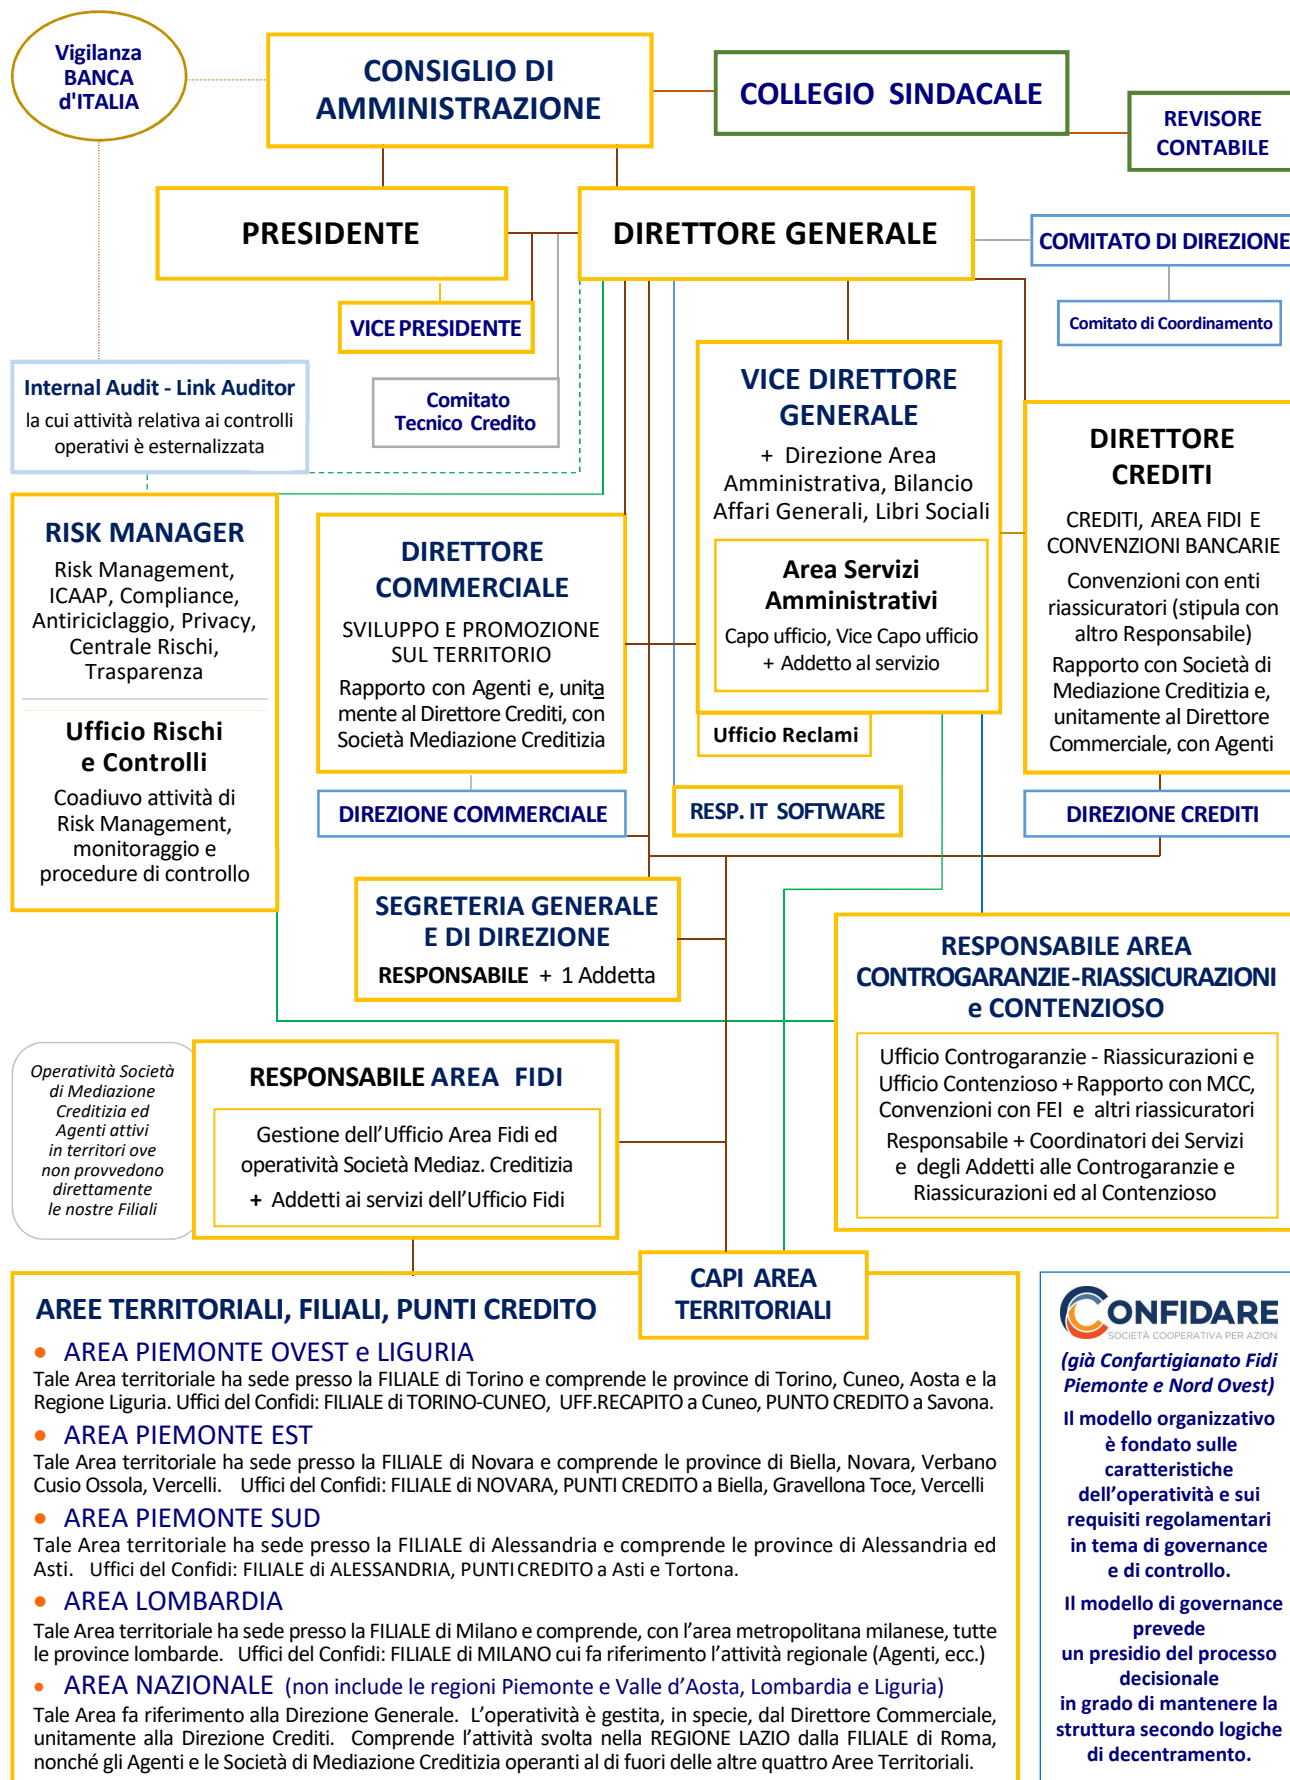 Vigilanza
BANCA
d'ITALIA
CONSIGLIO DI
AMMINISTRAZIONE
COLLEGIO SINDACALE
REVISORE
CONTABILE
PRESIDENTE
DIRETTORE GENERALE
COMITATO DI DIREZIONE
VICE PRESIDENTE
Comitato di Coordinamento
Internal Audit - Link Auditor
la cui attività relativa ai controlli
operativi è esternalizzata
Comitato
Tecnico Credito
VICE DIRETTORE
GENERALE
+ Direzione Area
Amministrativa, Bilancio
Affari Generali, Libri Sociali
Area Servizi
Amministrativi
Capo ufficio, Vice Capo ufficio
+ Addetto al servizio
Ufficio Reclami
DIRETTORE
CREDITI
CREDITI, AREA FIDI E
CONVENZIONI BANCARIE
Convenzioni con enti
riassicuratori (stipula con
altro Responsabile)
Rapporto con Società di
Mediazione Creditizia e,
unitamente al Direttore
Commerciale, con Agenti
DIREZIONE CREDITI
RISK MANAGER
Risk Management,
ICAAP, Compliance,
Antiriciclaggio, Privacy,
Centrale Rischi,
Trasparenza
Ufficio Rischi
e Controlli
Coadiuvo attività di
Risk Management,
monitoraggio e
procedure di controllo
DIRETTORE
COMMERCIALE
SVILUPPO E PROMOZIONE
SUL TERRITORIO
Rapporto con Agenti e, unita
mente al Direttore Crediti, con
Società Mediazione Creditizia
DIREZIONE COMMERCIALE
RESP. IT SOFTWARE
SEGRETERIA GENERALE
E DI DIREZIONE
RESPONSABILE + 1 Addetta
RESPONSABILE AREA
CONTROGARANZIE-RIASSICURAZIONI
e CONTENZIOSO
Ufficio Controgaranzie - Riassicurazioni e
Ufficio Contenzioso + Rapporto con MCC,
Convenzioni con FEI e altri riassicuratori
Responsabile + Coordinatori dei Servizi
e degli Addetti alle Controgaranzie e
Riassicurazioni ed al Contenzioso
Operatività Società
di Mediazione
Creditizia ed
Agenti attivi
in territori ove
non provvedono
direttamente
le nostre Filiali
RESPONSABILE AREA FIDI
Gestione dell'Ufficio Area Fidi ed
operatività Società Mediaz. Creditizia
+ Addetti ai servizi dell'Ufficio Fidi
CAPI AREA
TERRITORIALI
AREE TERRITORIALI, FILIALI, PUNTI CREDITO
• AREA PIEMONTE OVEST e LIGURIA
Tale Area territoriale ha sede presso la FILIALE di Torino e comprende le province di Torino, Cuneo, Aosta e la
Regione Liguria. Uffici del Confidi: FILIALE di TORINO-CUNEO, UFF.RECAPITO a Cuneo, PUNTO CREDITO a Savona.
• AREA PIEMONTE EST
Tale Area territoriale ha sede presso la FILIALE di Novara e comprende le province di Biella, Novara, Verbano
Cusio Ossola, Vercelli. Uffici del Confidi: FILIALE di NOVARA, PUNTI CREDITO a Biella, Gravellona Toce, Vercelli
• AREA PIEMONTE SUD
Tale Area territoriale ha sede presso la FILIALE di Alessandria e comprende le province di Alessandria ed
Asti. Uffici del Confidi: FILIALE di ALESSANDRIA, PUNTI CREDITO a Asti e Tortona.
• AREA LOMBARDIA
Tale Area territoriale ha sede presso la FILIALE di Milano e comprende, con l'area metropolitana milanese, tutte
le province lombarde. Uffici del Confidi: FILIALE di MILANO cui fa riferimento l'attività regionale (Agenti, ecc.)
• AREA NAZIONALE (non include le regioni Piemonte e Valle d'Aosta, Lombardia e Liguria)
Tale Area fa riferimento alla Direzione Generale. L'operatività è gestita, in specie, dal Direttore Commerciale,
unitamente alla Direzione Crediti. Comprende l'attività svolta nella REGIONE LAZIO dalla FILIALE di Roma,
nonché gli Agenti e le Società di Mediazione Creditizia operanti al di fuori delle altre quattro Aree Territoriali.
CONFIDARE
SOCIETÀ COOPERATIVA PER AZION
(già Confartigianato Fidi
Piemonte e Nord Ovest)
Il modello organizzativo
è fondato sulle
caratteristiche
dell'operatività e sui
requisiti regolamentari
in tema di governance
e di controllo.
Il modello di governance
prevede
un presidio del processo
decisionale
in grado di mantenere la
struttura secondo logiche
di decentramento.